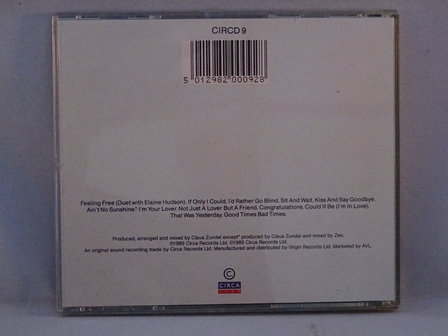 CIRCD 9
5 012982 000928
Feeling Free (Duet with Elaine Hudson). If Only I Could. I'd Rather Go Blind. Sit And Wait. Kiss And Say Goodbye.
Ain't No Sunshine*. I'm Your Lover. Not Just A Lover But A Friend. Congratulations. Could It Be (I'm In Love).
That Was Yesterday. Good Times Bad Times.
Produced, arranged and mixed by Claus Zundel except* produced by Claus Zundel and mixed by Zeo.
℗1989 Circa Records Ltd. ©1989 Circa Records Ltd.
An original sound recording made by Circa Records Ltd. Manufactured and distributed by Virgin Records Ltd. Marketed by AVL.
C
CIRCA